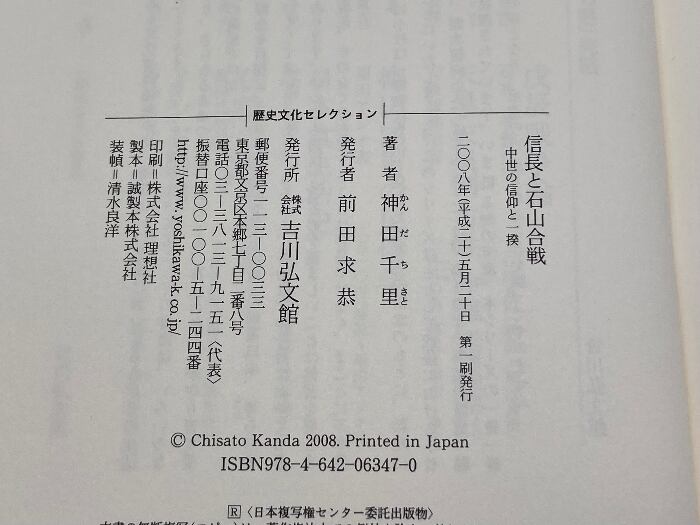 歴史文化セレクション
信長と石山合戦
中世の信仰と一揆
二〇〇八年(平成二十)五月二十日 第一刷発行
著者 神田千里
かんだちさと
発行者 前田求恭
発行所 株式会社 吉川弘文館
郵便番号一一三―〇〇三三
東京都文京区本郷七丁目二番八号
電話〇三―三八一三―九一五一〈代表〉
振替口座〇〇一〇〇―五―二四四番
http://www.yoshikawa-k.co.jp/
印刷=株式会社 理想社
製本=誠製本株式会社
装幀=清水良洋
© Chisato Kanda 2008. Printed in Japan
ISBN978-4-642-06347-0
R〈日本複写権センター委託出版物〉